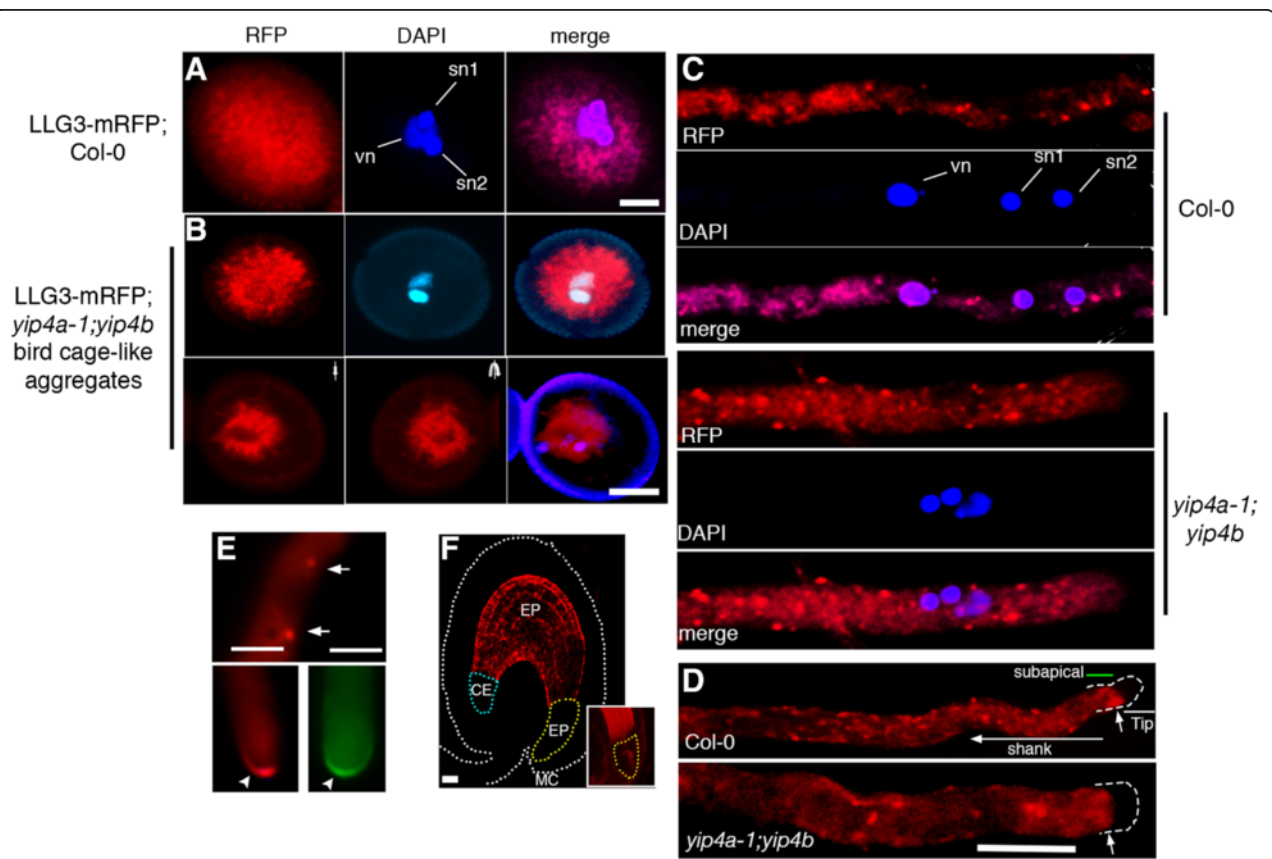 RFP
DAPI
merge
LLG3-mRFP;
Col-0
A
sn1
vn
sn2
LLG3-mRFP;
yip4a-1;yip4b
bird cage-like
aggregates
B
C
RFP
vn
sn1
sn2
DAPI
merge
Col-0
RFP
DAPI
merge
yip4a-1;
yip4b
D
subapical
Tip
shank
Col-0
yip4a-1;yip4b
E
F
EP
CE
EP
MC